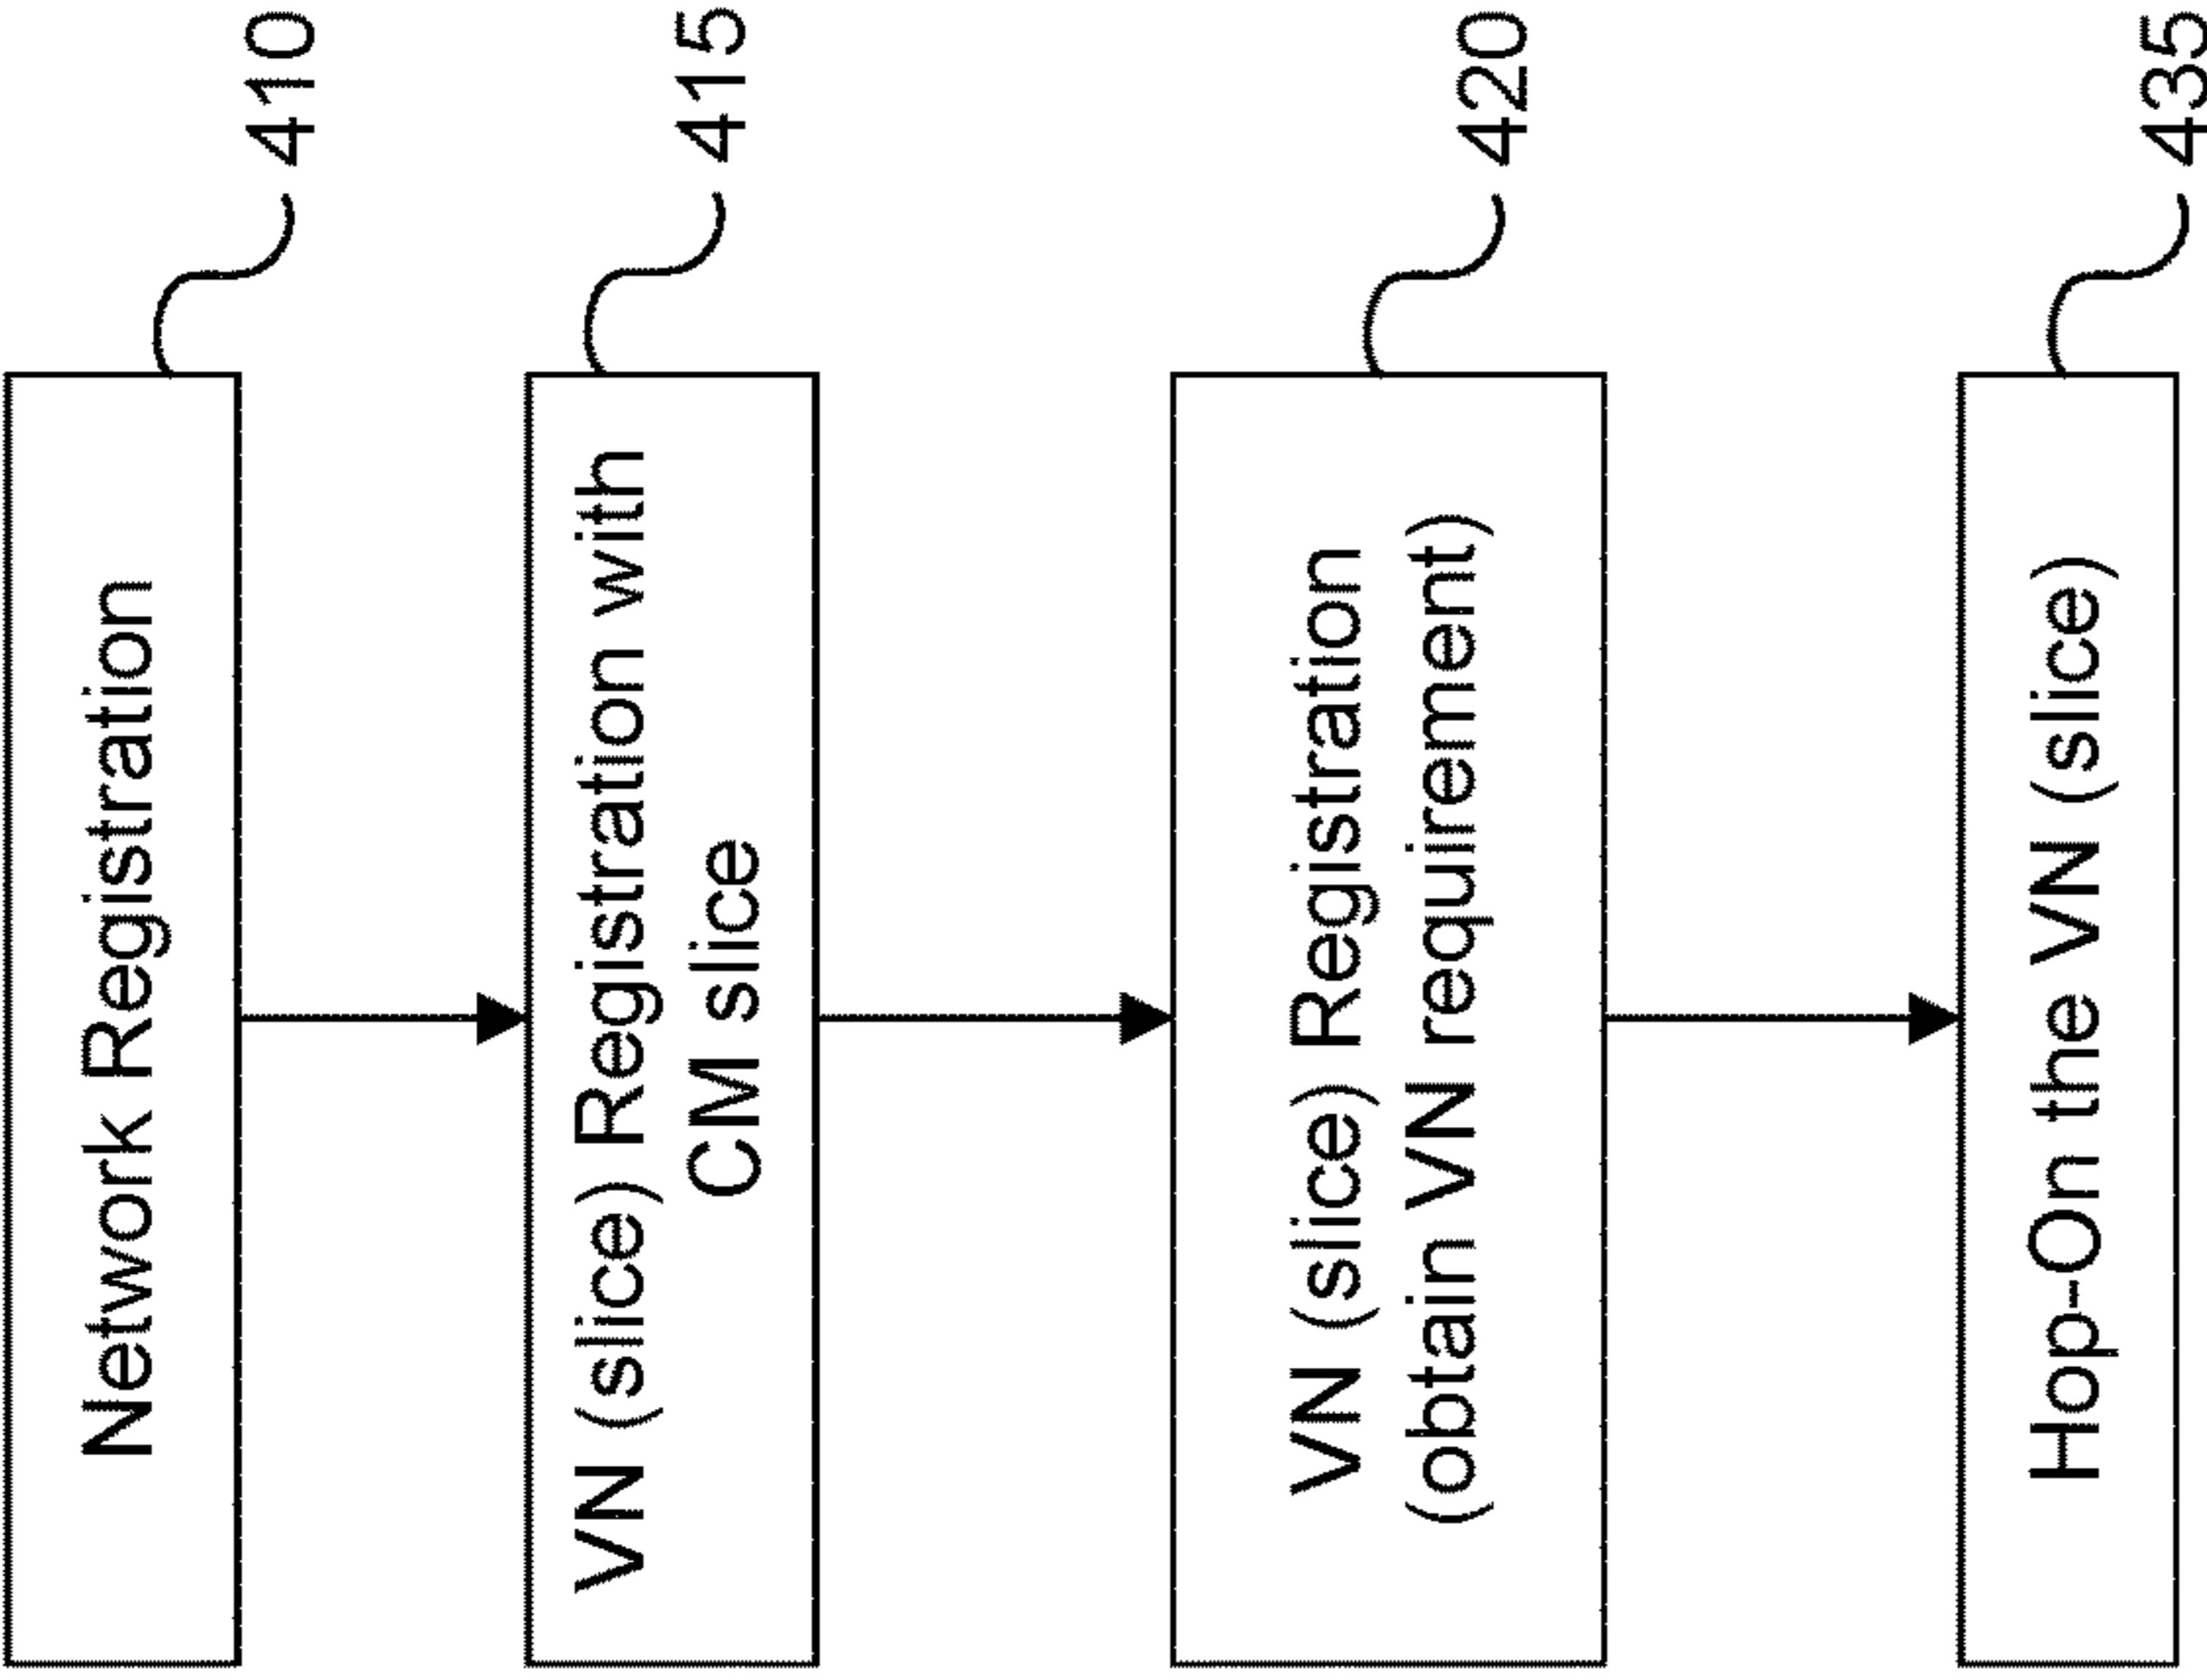 Network Registration
410
VN (slice) Registration with
CM slice
415
VN (slice) Registration
(obtain VN requirement)
420
Hop-On the VN (slice)
435